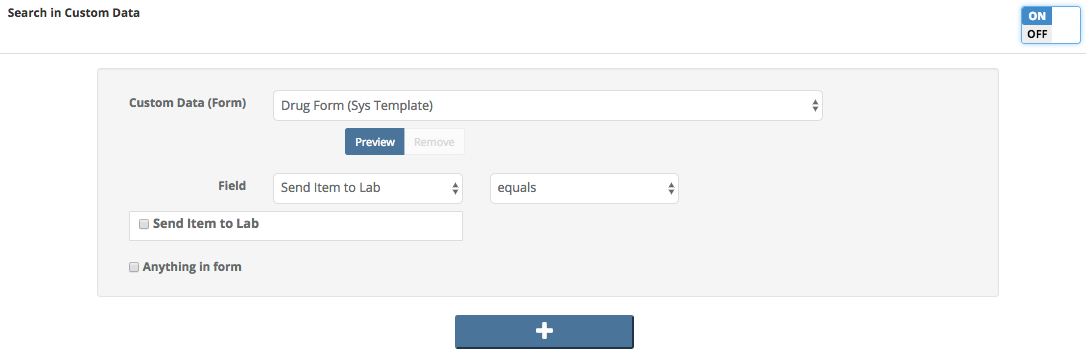 Search in Custom Data
ON
OFF
Custom Data (Form)
Drug Form (Sys Template)
Preview
Remove
Field
Send Item to Lab
equals
Send Item to Lab
Anything in form